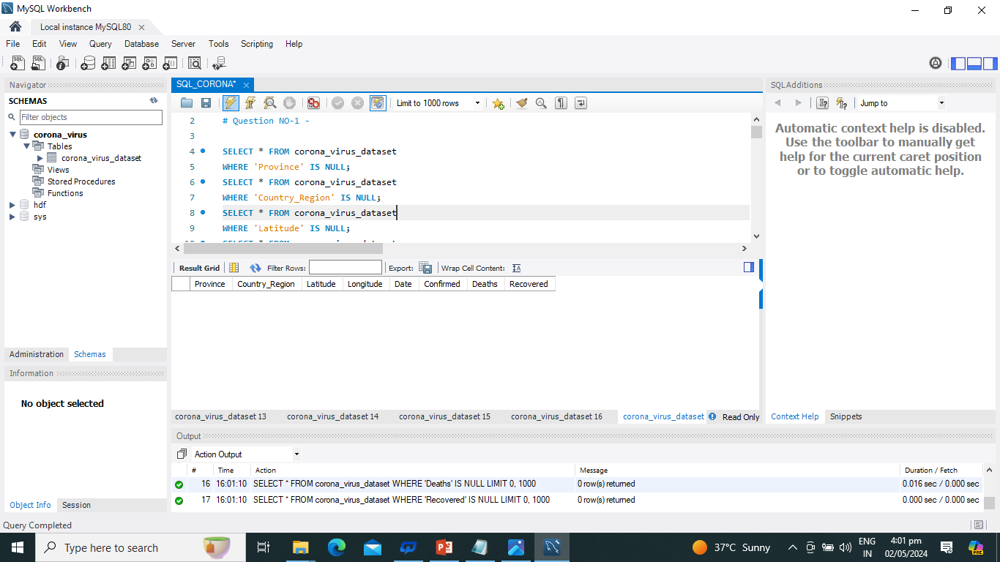 MySQL Workbench
Local instance MySQL80
File Edit View Query Database Server Tools Scripting Help
Navigator
SCHEMAS
Filter objects
corona_virus
Tables
corona_virus_dataset
Views
Stored Procedures
Functions
hdf
sys
Administration Schemas
Information
No object selected
Object Info Session
SQL_CORONA*
Limit to 1000 rows
2 # Question NO-1 -
3
4 SELECT * FROM corona_virus_dataset
5 WHERE 'Province' IS NULL;
6 SELECT * FROM corona_virus_dataset
7 WHERE 'Country_Region' IS NULL;
8 SELECT * FROM corona_virus_dataset
9 WHERE 'Latitude' IS NULL;
Result Grid Filter Rows: Export: Wrap Cell Content:
Province Country_Region Latitude Longitude Date Confirmed Deaths Recovered
corona_virus_dataset 13 corona_virus_dataset 14 corona_virus_dataset 15 corona_virus_dataset 16 corona_virus_dataset Read Only
SQLAdditions
Jump to
Automatic context help is disabled.
Use the toolbar to manually get
help for the current caret position
or to toggle automatic help.
Context Help Snippets
Output
Action Output
# Time Action Message Duration / Fetch
16 16:01:10 SELECT * FROM corona_virus_dataset WHERE 'Deaths' IS NULL LIMIT 0, 1000 0 row(s) returned 0.016 sec / 0.000 sec
17 16:01:10 SELECT * FROM corona_virus_dataset WHERE 'Recovered' IS NULL LIMIT 0, 1000 0 row(s) returned 0.000 sec / 0.000 sec
Query Completed
Type here to search
37°C Sunny
ENG
IN
4:01 pm
02/05/2024